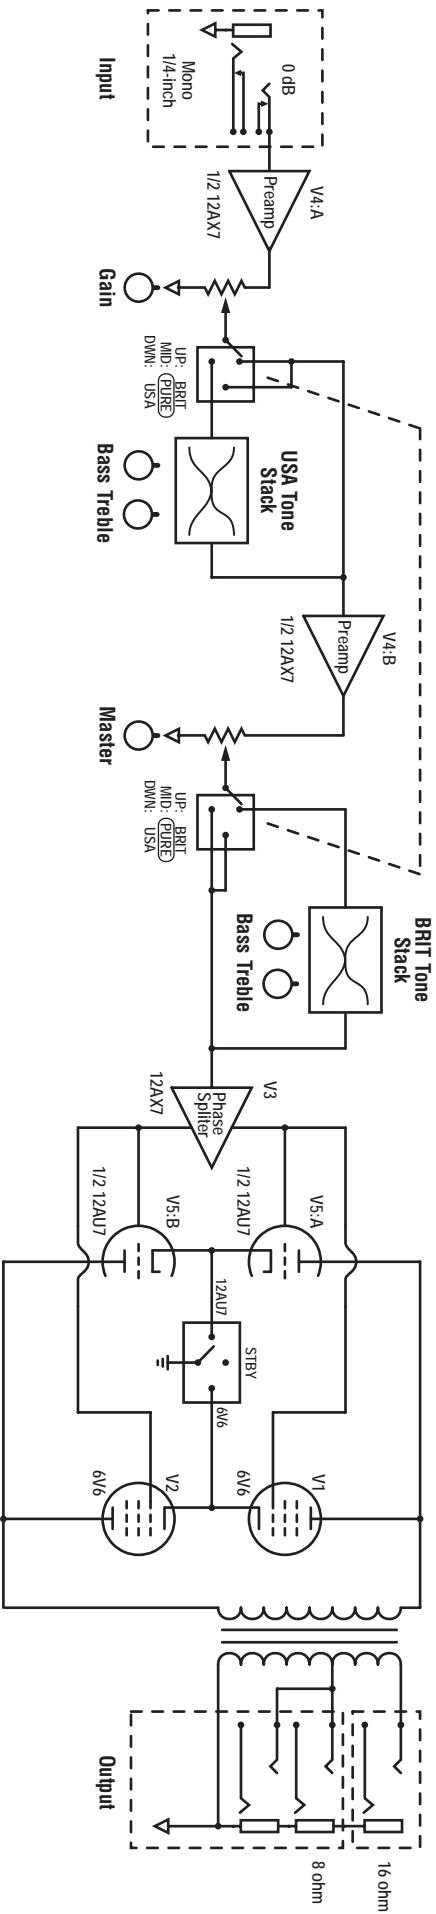 Input
0 dB
Mono
1/4-inch
V4:A
Preamp
1/2 12AX7
Gain
UP: BRIT
MID: PURE
DWN: USA
USA Tone
Stack
Bass Treble
V4:B
Preamp
1/2 12AX7
Master
UP: BRIT
MID: PURE
DWN: USA
BRIT Tone
Stack
Bass Treble
V3
Phase
Spliter
12AX7
V5:A
1/2 12AU7
V5:B
1/2 12AU7
12AU7
STBY
6V6
V1
6V6
V2
6V6
Output
16 ohm
8 ohm